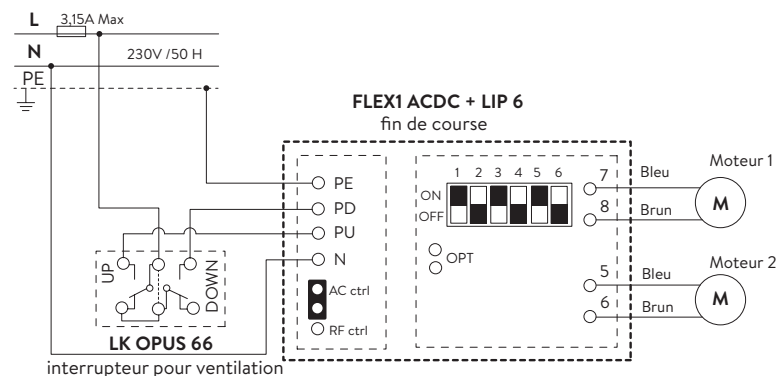 L
3,15A Max
N
230V /50 H
PE
FLEX1 ACDC + LIP 6
fin de course
1 2 3 4 5 6
ON
OFF
OPT
PE
PD
PU
N
AC ctrl
RF ctrl
7
Bleu
Moteur 1
8
Brun
M
5
Bleu
Moteur 2
6
Brun
M
UP
DOWN
LK OPUS 66
interrupteur pour ventilation